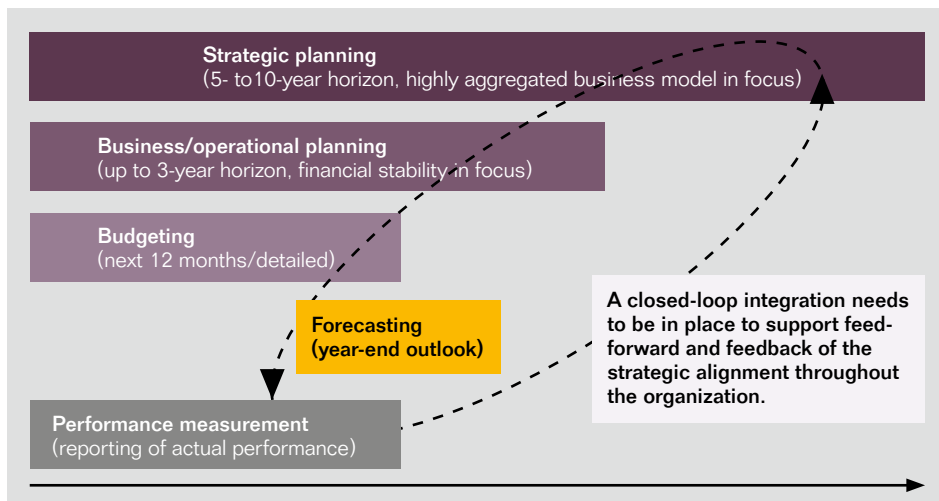 Strategic planning
(5- to10-year horizon, highly aggregated business model in focus)
Business/operational planning
(up to 3-year horizon, financial stability in focus)
Budgeting
(next 12 months/detailed)
Forecasting
(year-end outlook)
A closed-loop integration needs
to be in place to support feed-
forward and feedback of the
strategic alignment throughout
the organization.
Performance measurement
(reporting of actual performance)